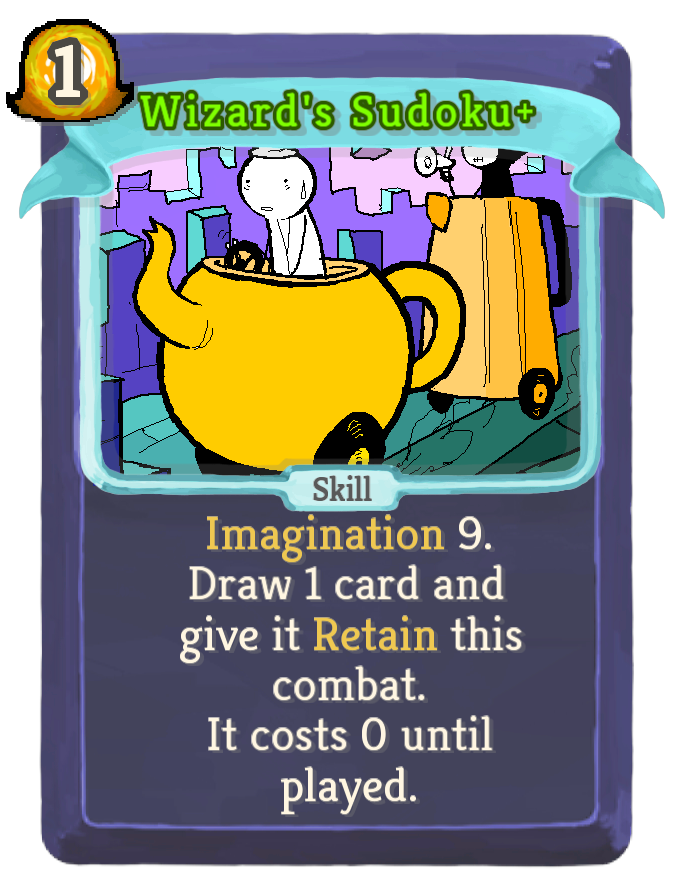 1
Wizard's Sudoku+
Skill
Imagination 9.
Draw 1 card and
give it Retain this
combat.
It costs 0 until
played.